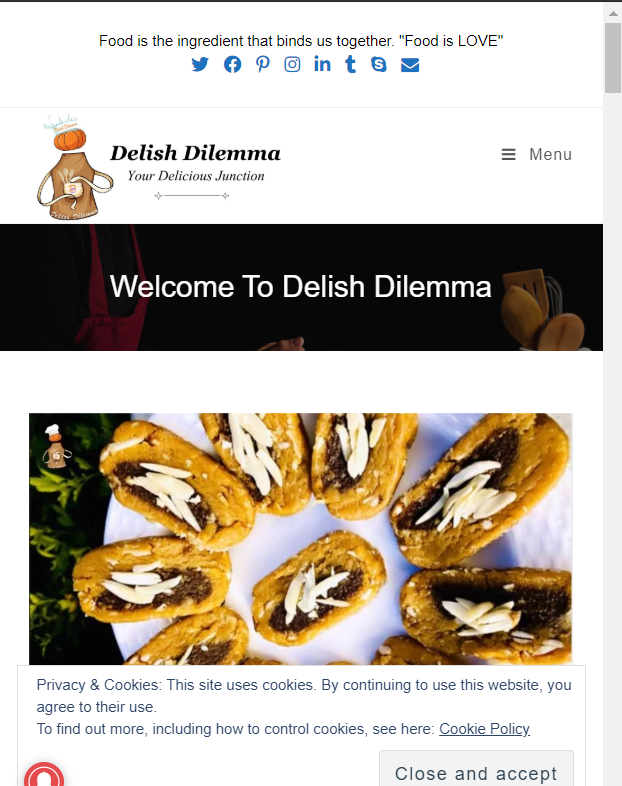 Food is the ingredient that binds us together. "Food is LOVE"
Delish Dilemma
Your Delicious Junction
Delish Dilemma
Menu
Welcome To Delish Dilemma
Privacy & Cookies: This site uses cookies. By continuing to use this website, you
agree to their use.
To find out more, including how to control cookies, see here: Cookie Policy
Close and accept